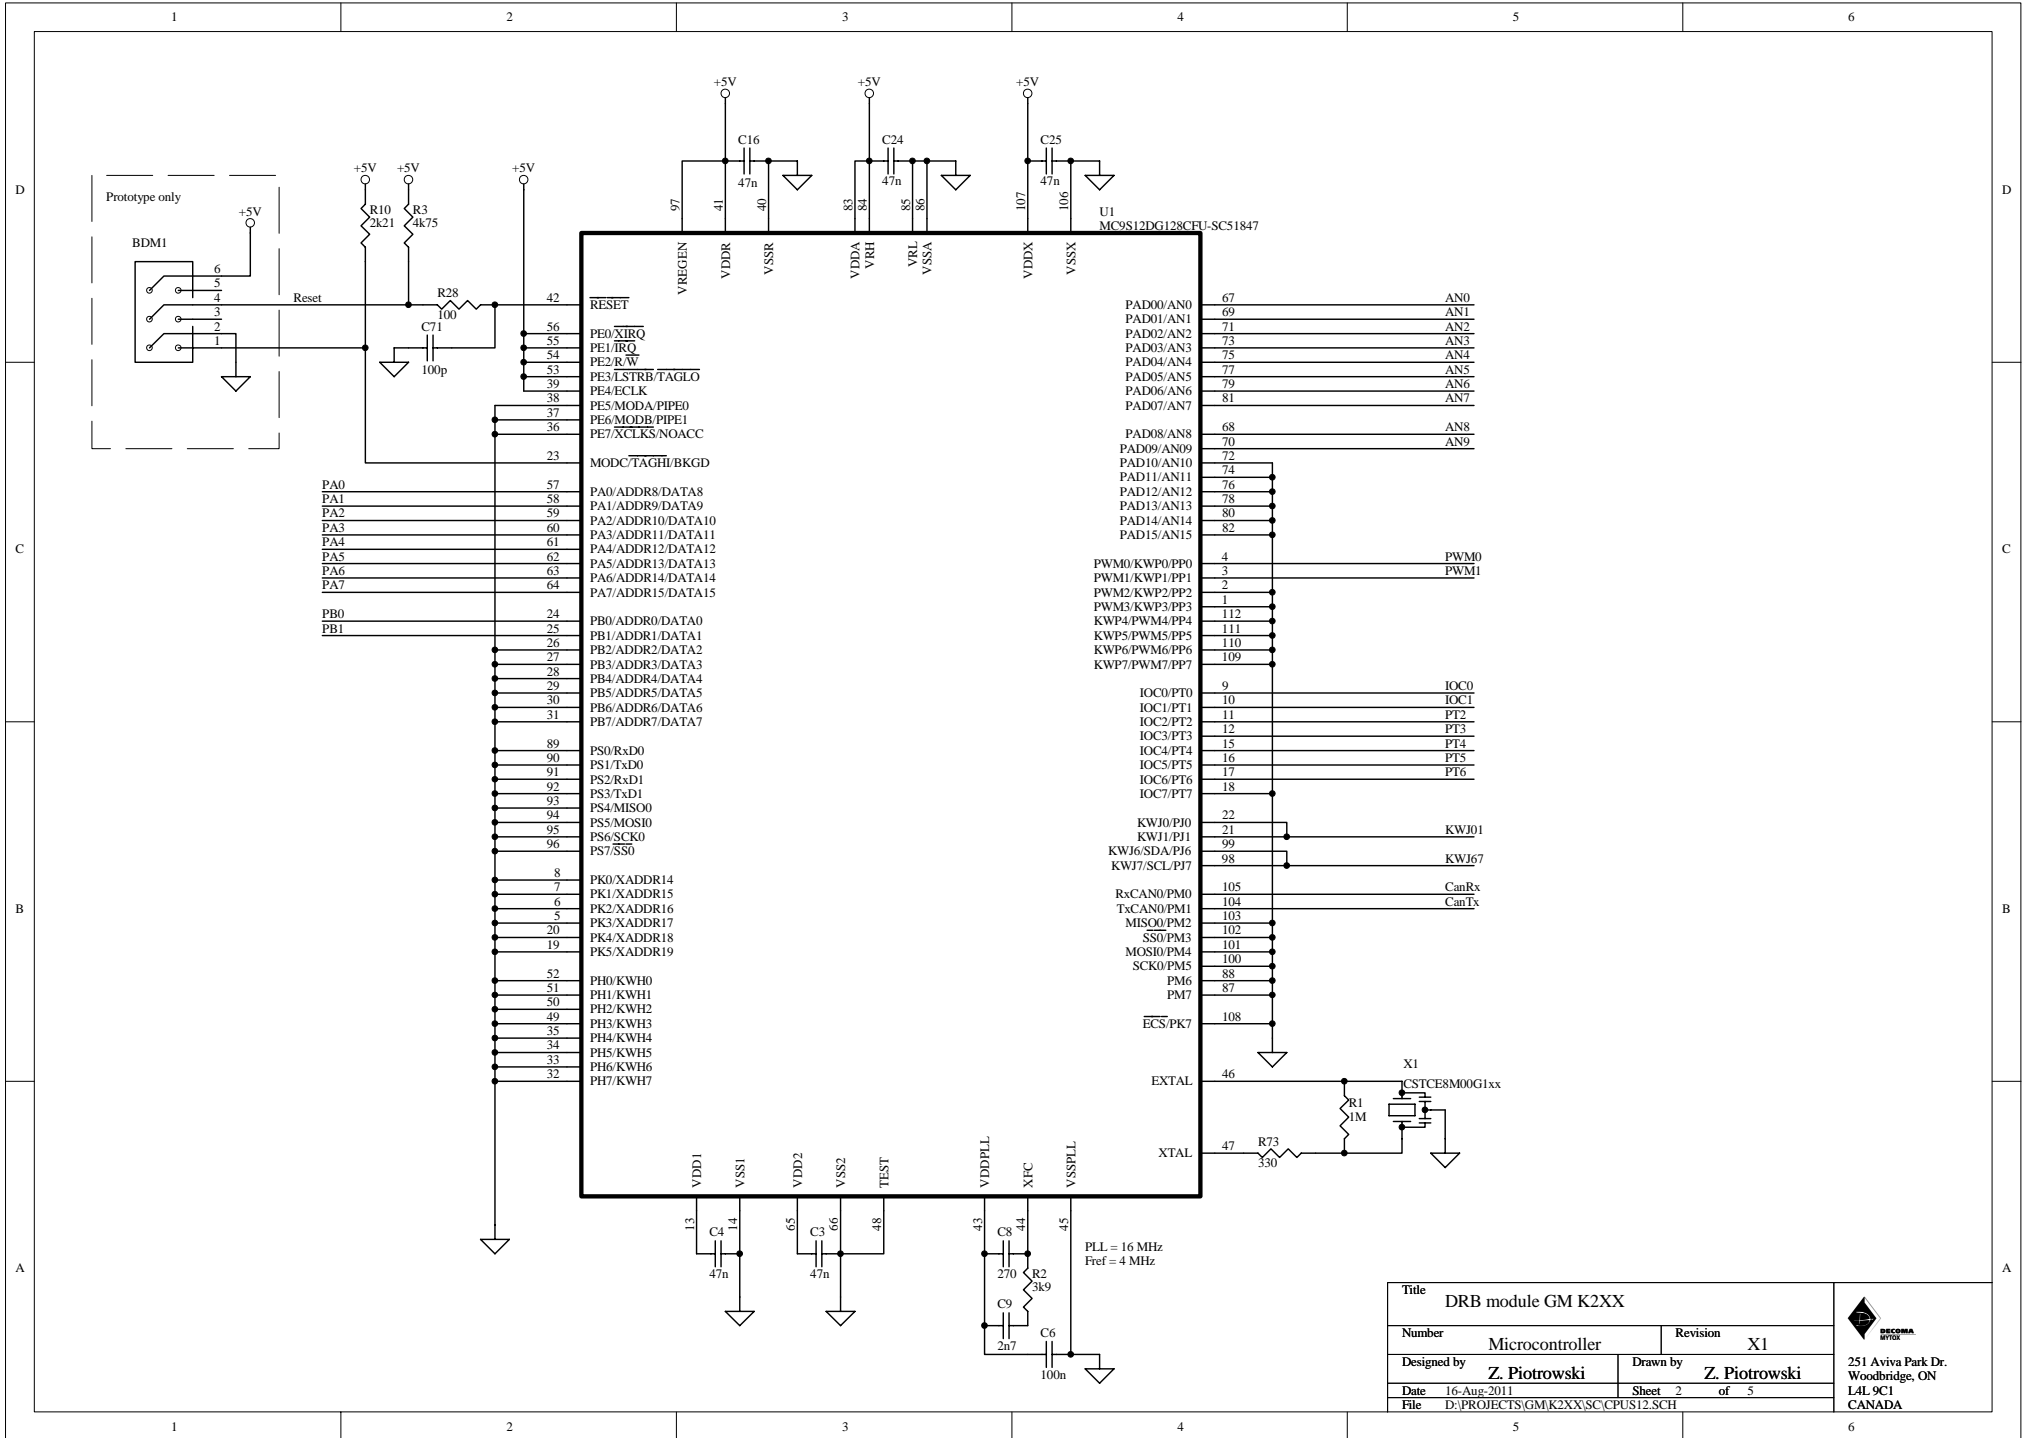 1 2 3 4 5 6
D
C
B
A
D
C
B
A
1 2 3 4 5 6
Prototype only
BDM1
+5V
6
5
4
3
2
1
Reset
+5V
R10
2k21
+5V
R3
4k75
R28
100
C71
100p
+5V
+5V
C16
47n
+5V
C24
47n
+5V
C25
47n
U1
MC9S12DG128CFU-SC51847
97 VREGEN
41 VDDR
40 VSSR
83 VDDA
84 VRH
85 VRL
86 VSSA
107 VDDX
106 VSSX
42 RESET
56 PE0/XIRQ
55 PE1/IRQ
54 PE2/R/W
53 PE3/LSTRB/TAGLO
39 PE4/ECLK
38 PE5/MODA/PIPE0
37 PE6/MODB/PIPE1
36 PE7/XCLKS/NOACC
23 MODC/TAGHI/BKGD
PA0 57 PA0/ADDR8/DATA8
PA1 58 PA1/ADDR9/DATA9
PA2 59 PA2/ADDR10/DATA10
PA3 60 PA3/ADDR11/DATA11
PA4 61 PA4/ADDR12/DATA12
PA5 62 PA5/ADDR13/DATA13
PA6 63 PA6/ADDR14/DATA14
PA7 64 PA7/ADDR15/DATA15
PB0 24 PB0/ADDR0/DATA0
PB1 25 PB1/ADDR1/DATA1
26 PB2/ADDR2/DATA2
27 PB3/ADDR3/DATA3
28 PB4/ADDR4/DATA4
29 PB5/ADDR5/DATA5
30 PB6/ADDR6/DATA6
31 PB7/ADDR7/DATA7
89 PS0/RxD0
90 PS1/TxD0
91 PS2/RxD1
92 PS3/TxD1
93 PS4/MISO0
94 PS5/MOSI0
95 PS6/SCK0
96 PS7/SS0
8 PK0/XADDR14
7 PK1/XADDR15
6 PK2/XADDR16
5 PK3/XADDR17
20 PK4/XADDR18
19 PK5/XADDR19
52 PH0/KWH0
51 PH1/KWH1
50 PH2/KWH2
49 PH3/KWH3
35 PH4/KWH4
34 PH5/KWH5
33 PH6/KWH6
32 PH7/KWH7
PAD00/AN0 67 AN0
PAD01/AN1 69 AN1
PAD02/AN2 71 AN2
PAD03/AN3 73 AN3
PAD04/AN4 75 AN4
PAD05/AN5 77 AN5
PAD06/AN6 79 AN6
PAD07/AN7 81 AN7
PAD08/AN8 68 AN8
PAD09/AN09 70 AN9
PAD10/AN10 72
PAD11/AN11 74
PAD12/AN12 76
PAD13/AN13 78
PAD14/AN14 80
PAD15/AN15 82
PWM0/KWP0/PP0 4 PWM0
PWM1/KWP1/PP1 3 PWM1
PWM2/KWP2/PP2 2
PWM3/KWP3/PP3 1
KWP4/PWM4/PP4 112
KWP5/PWM5/PP5 111
KWP6/PWM6/PP6 110
KWP7/PWM7/PP7 109
IOC0/PT0 9 IOC0
IOC1/PT1 10 IOC1
IOC2/PT2 11 PT2
IOC3/PT3 12 PT3
IOC4/PT4 15 PT4
IOC5/PT5 16 PT5
IOC6/PT6 17 PT6
IOC7/PT7 18
KWJ0/PJ0 22
KWJ1/PJ1 21 KWJ01
KWJ6/SDA/PJ6 99
KWJ7/SCL/PJ7 98 KWJ67
RxCAN0/PM0 105 CanRx
TxCAN0/PM1 104 CanTx
MISO0/PM2 103
SS0/PM3 102
MOSI0/PM4 101
SCK0/PM5 100
PM6 88
PM7 87
ECS/PK7 108
EXTAL 46
XTAL 47
R73
330
R1
1M
X1
CSTCE8M00G1xx
VDD1 13
VSS1 14
VDD2 65
VSS2 66
TEST 48
VDDPLL 43
XFC 44
VSSPLL 45
C4
47n
C3
47n
C8
270
R2
3k9
C9
2n7
C6
100n
PLL = 16 MHz
Fref = 4 MHz
Title
DRB module GM K2XX
Number Microcontroller Revision X1
Designed by Z. Piotrowski Drawn by Z. Piotrowski
Date 16-Aug-2011 Sheet 2 of 5
File D:\PROJECTS\GM\K2XX\SC\CPUS12.SCH
DECOMA
MYTOX
251 Aviva Park Dr.
Woodbridge, ON
L4L 9C1
CANADA